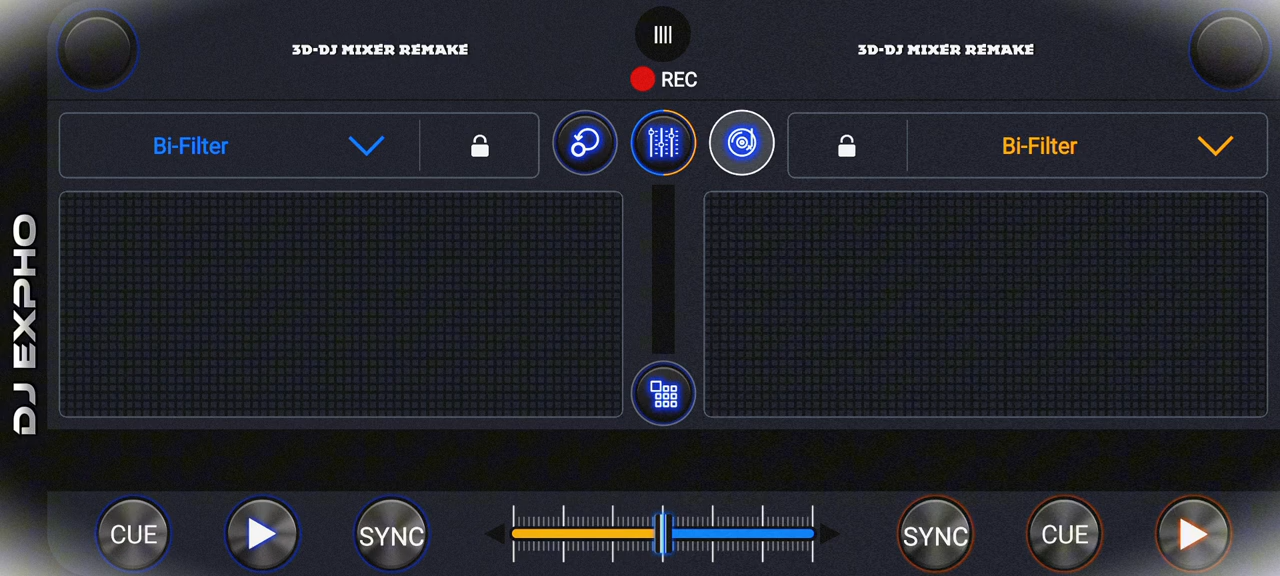 3D-DJ MIXER REMAKE
3D-DJ MIXER REMAKE
REC
Bi-Filter
Bi-Filter
DJ EXPHO
CUE
SYNC
SYNC
CUE